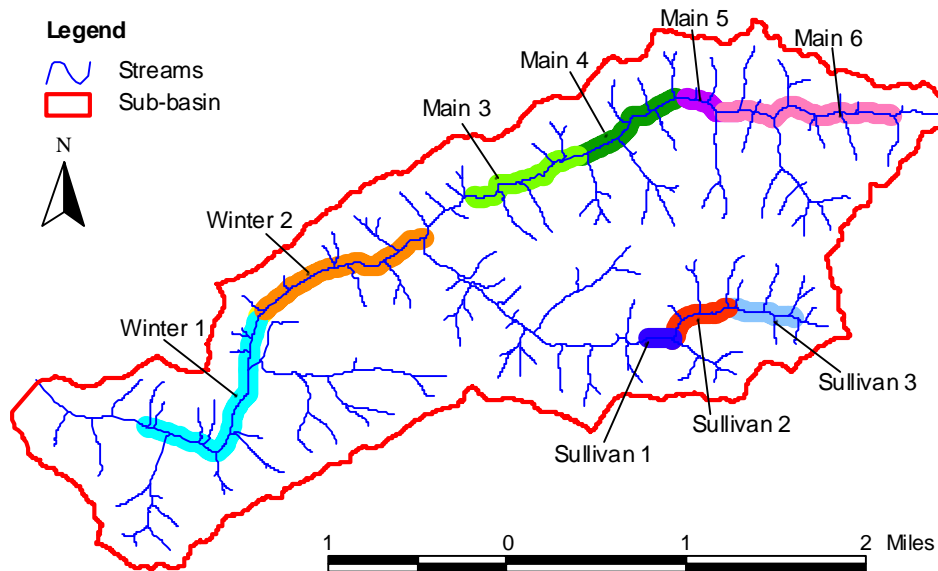 Legend
Streams
Sub-basin
N
Main 5
Main 6
Main 4
Main 3
Winter 2
Winter 1
Sullivan 3
Sullivan 2
Sullivan 1
1 0 1 2 Miles